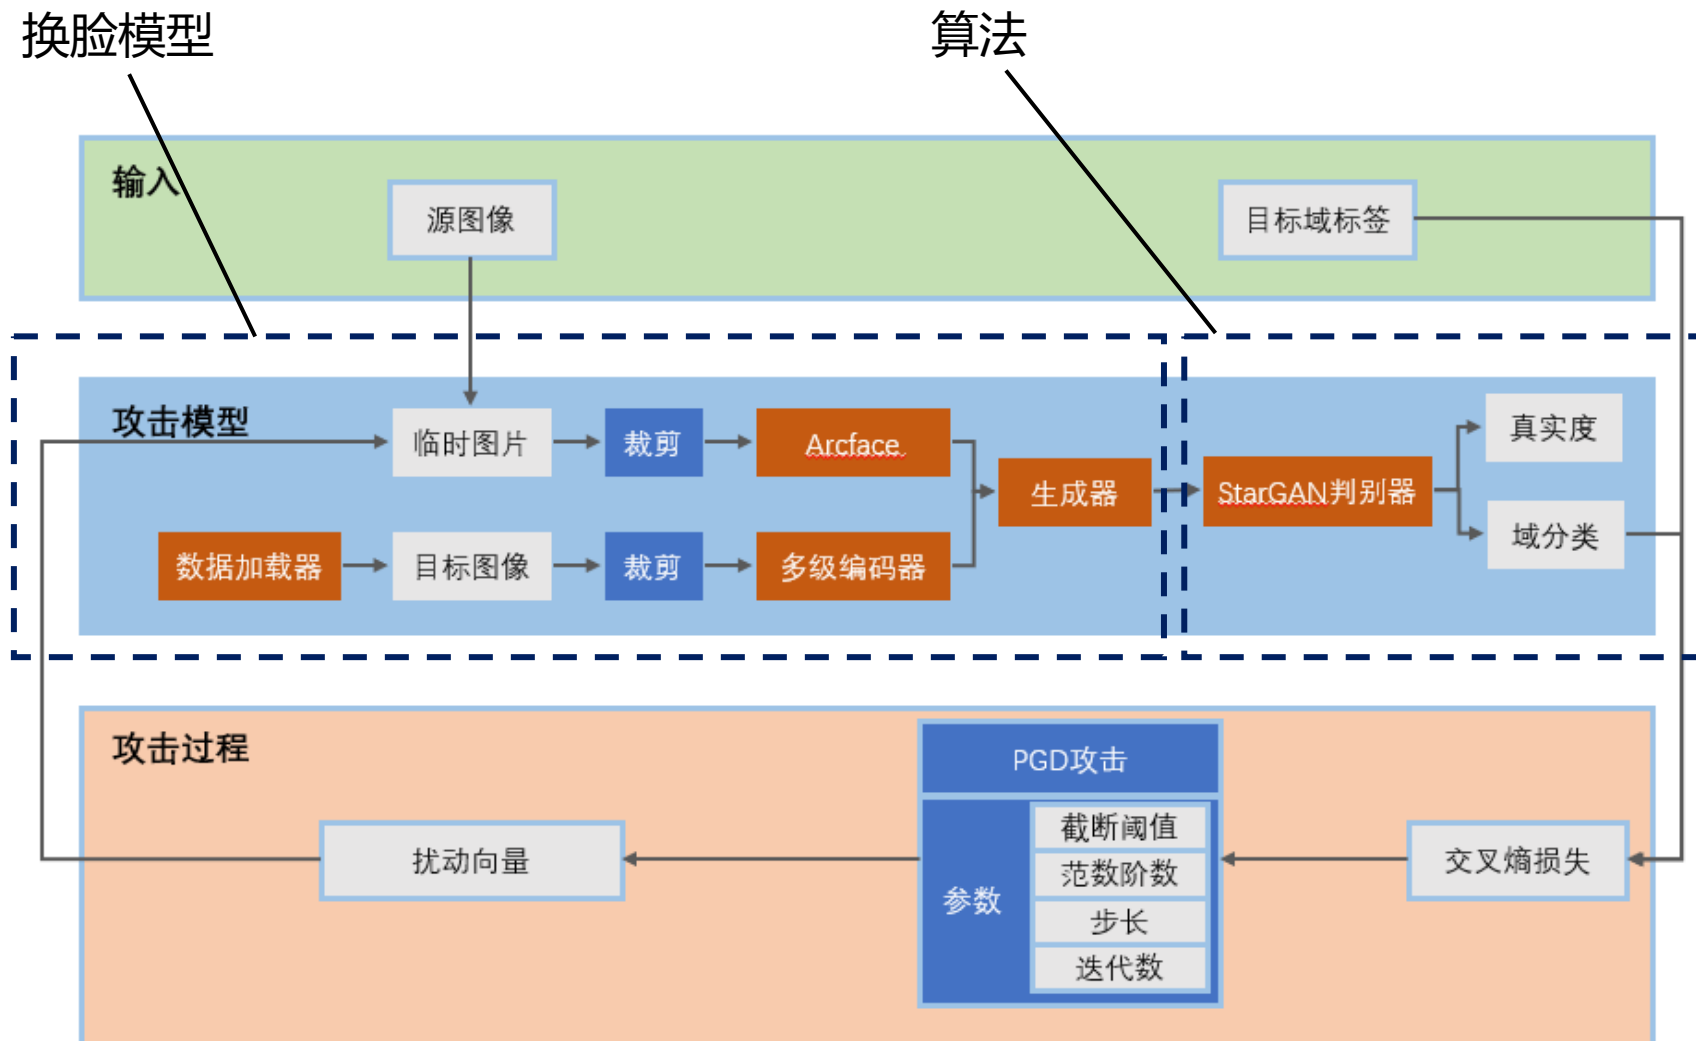 换脸模型
算法
输入
源图像
目标域标签
攻击模型
临时图片
裁剪
Arcface
生成器
StarGAN判别器
真实度
域分类
数据加载器
目标图像
裁剪
多级编码器
攻击过程
PGD攻击
参数
截断阈值
范数阶数
步长
迭代数
扰动向量
交叉熵损失